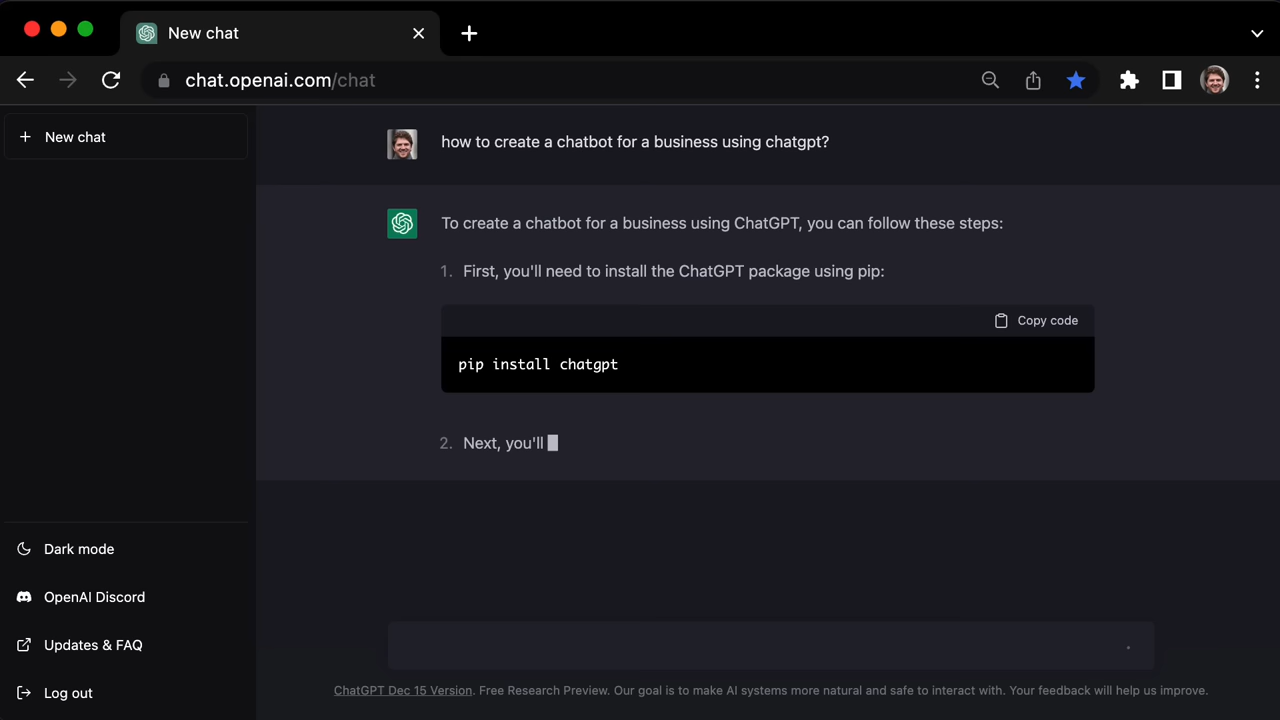 New chat
chat.openai.com/chat
New chat
how to create a chatbot for a business using chatgpt?
To create a chatbot for a business using ChatGPT, you can follow these steps:
1. First, you'll need to install the ChatGPT package using pip:
Copy code
pip install chatgpt
2. Next, you'll
Dark mode
OpenAI Discord
Updates & FAQ
Log out
ChatGPT Dec 15 Version. Free Research Preview. Our goal is to make AI systems more natural and safe to interact with. Your feedback will help us improve.